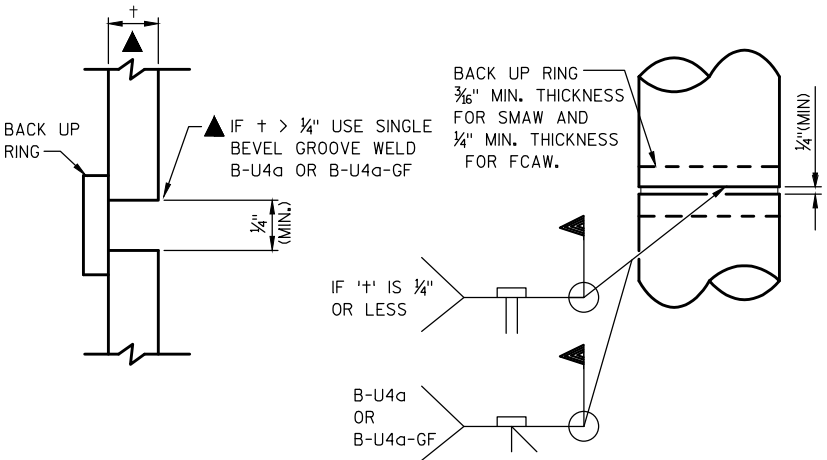 †
BACK UP
RING
▲ IF † > 1/4" USE SINGLE
BEVEL GROOVE WELD
B-U4a OR B-U4a-GF
1/4"
(MIN.)
BACK UP RING
3/16" MIN. THICKNESS
FOR SMAW AND
1/4" MIN. THICKNESS
FOR FCAW.
1/4"(MIN)
IF '†' IS 1/4"
OR LESS
B-U4a
OR
B-U4a-GF